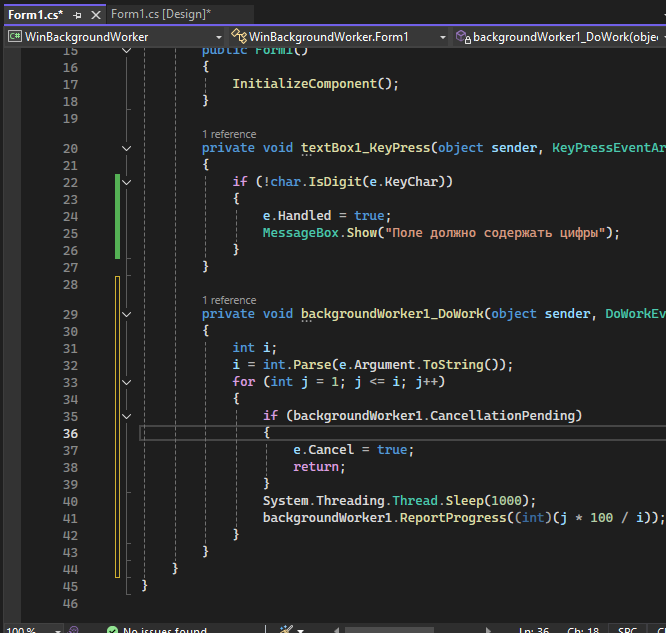 Form1.cs*
Form1.cs [Design]*
C# WinBackgroundWorker
WinBackgroundWorker.Form1
backgroundWorker1_DoWork(objec
15 public Form1()
16 {
17 InitializeComponent();
18 }
19
1 reference
20 private void textBox1_KeyPress(object sender, KeyPressEventAr
21 {
22 if (!char.IsDigit(e.KeyChar))
23 {
24 e.Handled = true;
25 MessageBox.Show("Поле должно содержать цифры");
26 }
27 }
28
1 reference
29 private void backgroundWorker1_DoWork(object sender, DoWorkEv
30 {
31 int i;
32 i = int.Parse(e.Argument.ToString());
33 for (int j = 1; j <= i; j++)
34 {
35 if (backgroundWorker1.CancellationPending)
36 {
37 e.Cancel = true;
38 return;
39 }
40 System.Threading.Thread.Sleep(1000);
41 backgroundWorker1.ReportProgress((int)(j * 100 / i));
42 }
43 }
44 }
45 }
46
100 %
No issues found
Ln: 36
Ch: 18
SPC